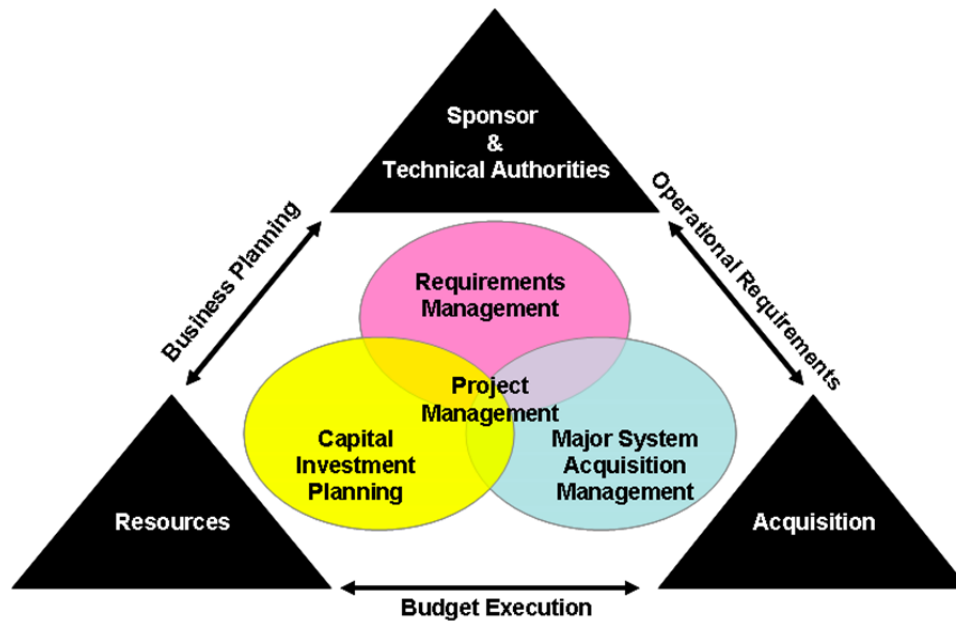 Sponsor
&
Technical Authorities
Business Planning
Operational Requirements
Requirements
Management
Project
Management
Capital
Investment
Planning
Major System
Acquisition
Management
Resources
Acquisition
Budget Execution